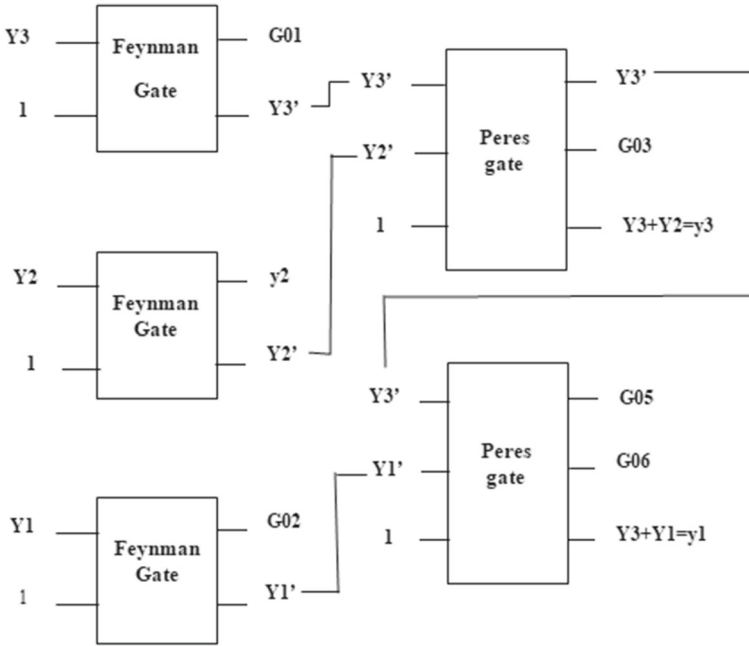 Y3
1
Feynman
Gate
G01
Y3’
Y3’
Y2’
1
Peres
gate
Y3’
G03
Y3+Y2=y3
Y2
1
Feynman
Gate
y2
Y2’
Y3’
Y1’
1
Peres
gate
G05
G06
Y3+Y1=y1
Y1
1
Feynman
Gate
G02
Y1’